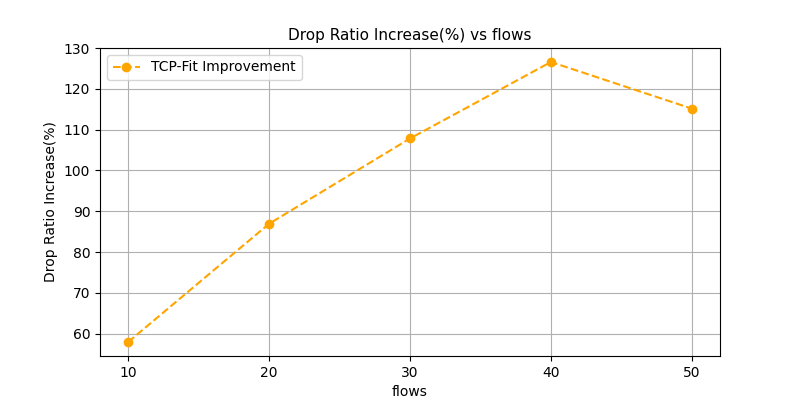 Drop Ratio Increase(%) vs flows
TCP-Fit Improvement
Drop Ratio Increase(%)
130
120
110
100
90
80
70
60
10 20 30 40 50
flows